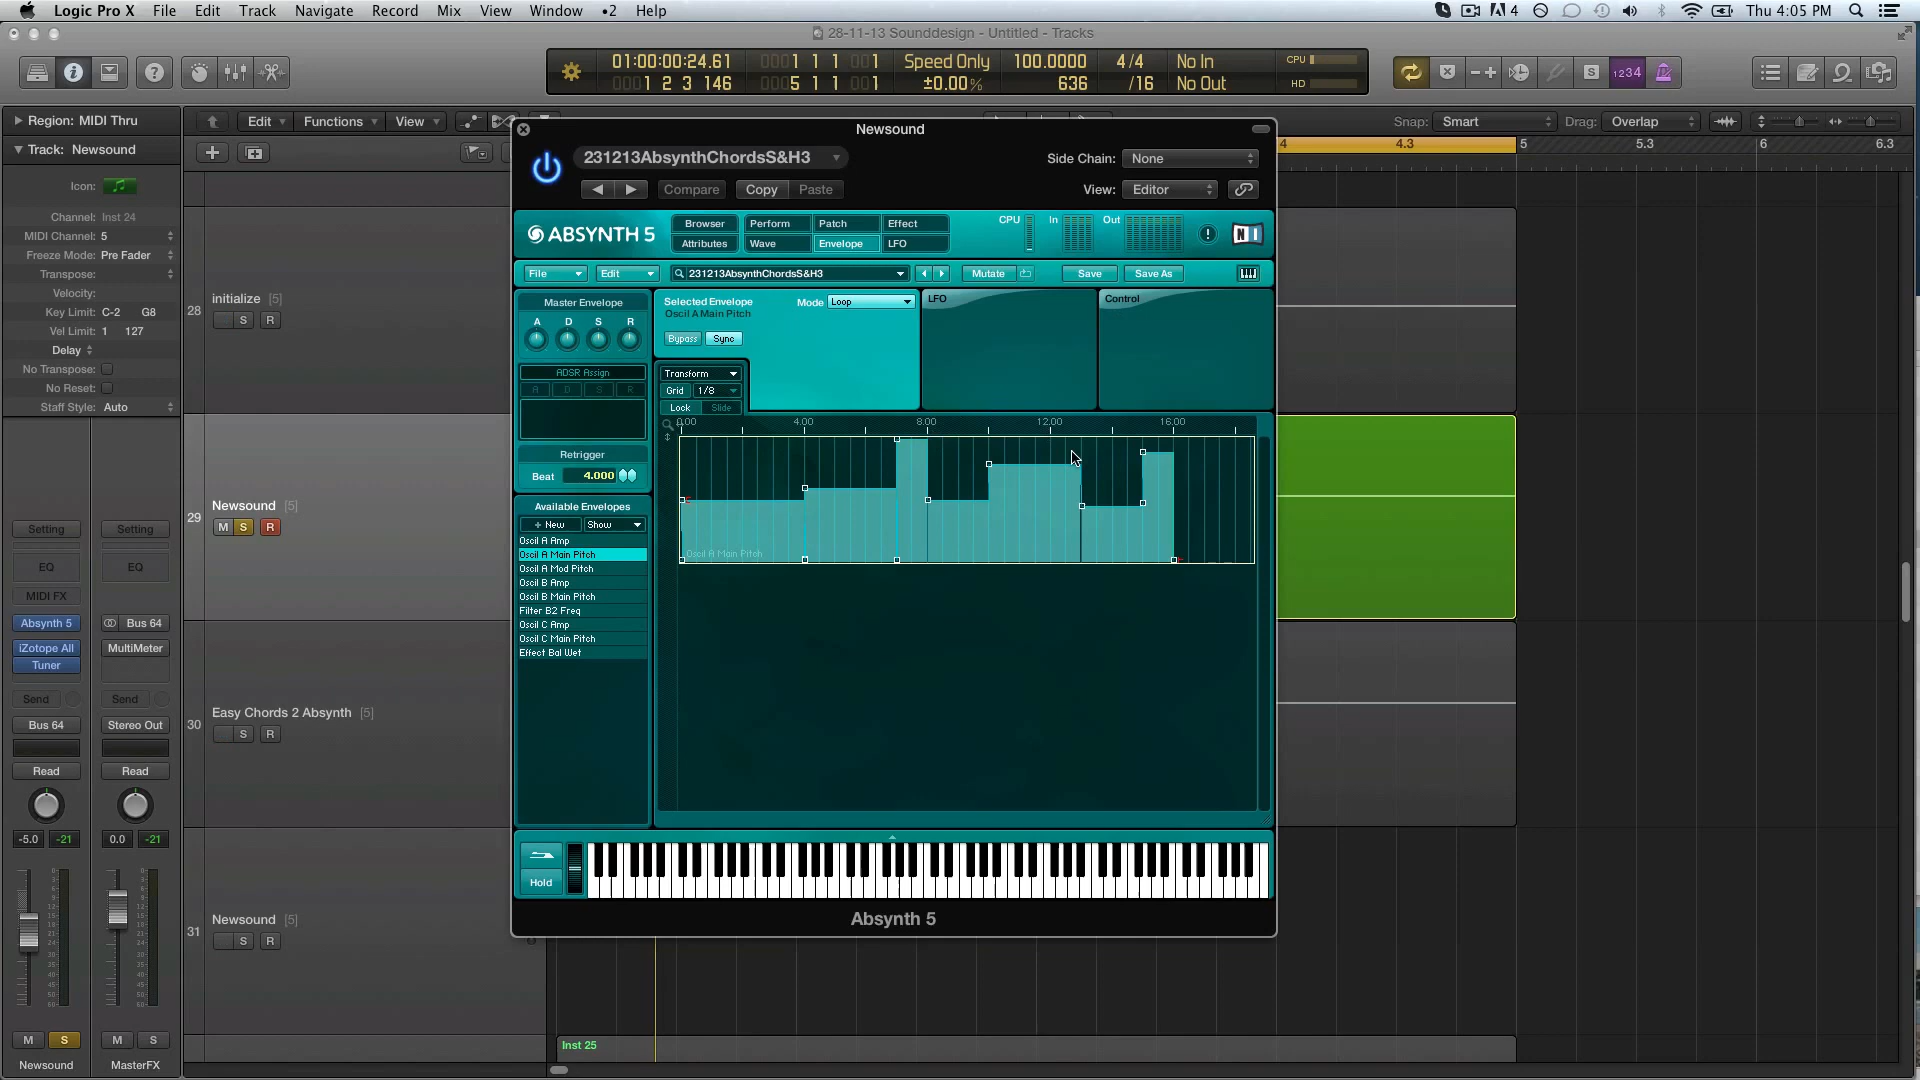 Logic Pro X File Edit Track Navigate Record Mix View Window •2 Help
4 Thu 4:05 PM
28-11-13 Sounddesign - Untitled - Tracks
01:00:00:24.61 0001 1 1 001 Speed Only 100.0000 4/4 No In CPU
0001 2 3 146 0005 1 1 001 ±0.00% 636 /16 No Out HD
S 1234
Region: MIDI Thru
Edit Functions View
Snap: Smart Drag: Overlap
Track: Newsound
4 4.3 5 5.3 6 6.3
Icon:
Channel: Inst 24
MIDI Channel: 5
Freeze Mode: Pre Fader
Transpose:
Velocity:
Key Limit: C-2 G8
Vel Limit: 1 127
Delay
No Transpose:
No Reset:
Staff Style: Auto
28 initialize [5]
S R
29 Newsound [5]
M S R
30 Easy Chords 2 Absynth [5]
S R
31 Newsound [5]
S R
Inst 25
Setting Setting
EQ EQ
MIDI FX
Absynth 5 Bus 64
iZotope All MultiMeter
Tuner
Send Send
Bus 64 Stereo Out
Read Read
-5.0 -21 0.0 -21
M S M S
Newsound MasterFX
Newsound
231213AbsynthChordsS&H3
Side Chain: None
Compare Copy Paste
View: Editor
ABSYNTH 5
Browser Perform Patch Effect
Attributes Wave Envelope LFO
CPU In Out
NI
File Edit 231213AbsynthChordsS&H3 Mutate Save Save As
Master Envelope
A D S R
ADSR Assign
A D S R
Retrigger
Beat 4.000
Available Envelopes
+ New Show
Oscil A Amp
Oscil A Main Pitch
Oscil A Mod Pitch
Oscil B Amp
Oscil B Main Pitch
Filter B2 Freq
Oscil C Amp
Oscil C Main Pitch
Effect Bal Wet
Selected Envelope Mode Loop
Oscil A Main Pitch
Bypass Sync
LFO
Control
Transform
Grid 1/8
Lock Slide
0.00 4.00 8.00 12.00 16.00
Oscil A Main Pitch
Hold
Absynth 5